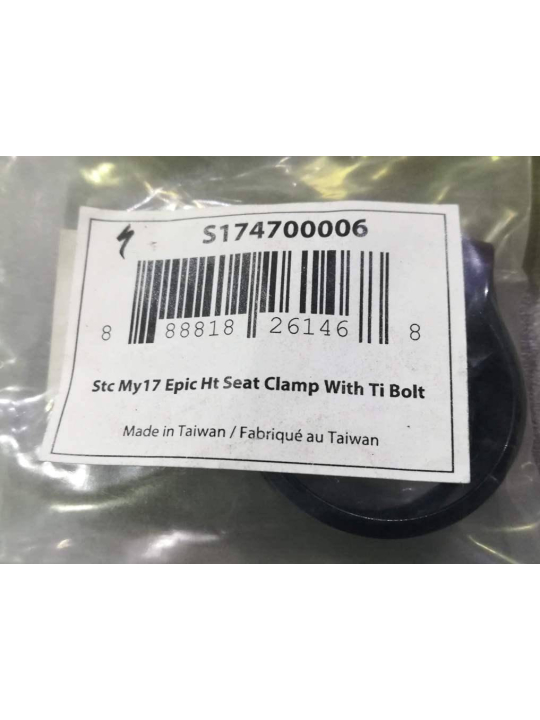 S174700006
8 88818 26146 8
Stc My17 Epic Ht Seat Clamp With Ti Bolt
Made in Taiwan / Fabriqué au Taiwan